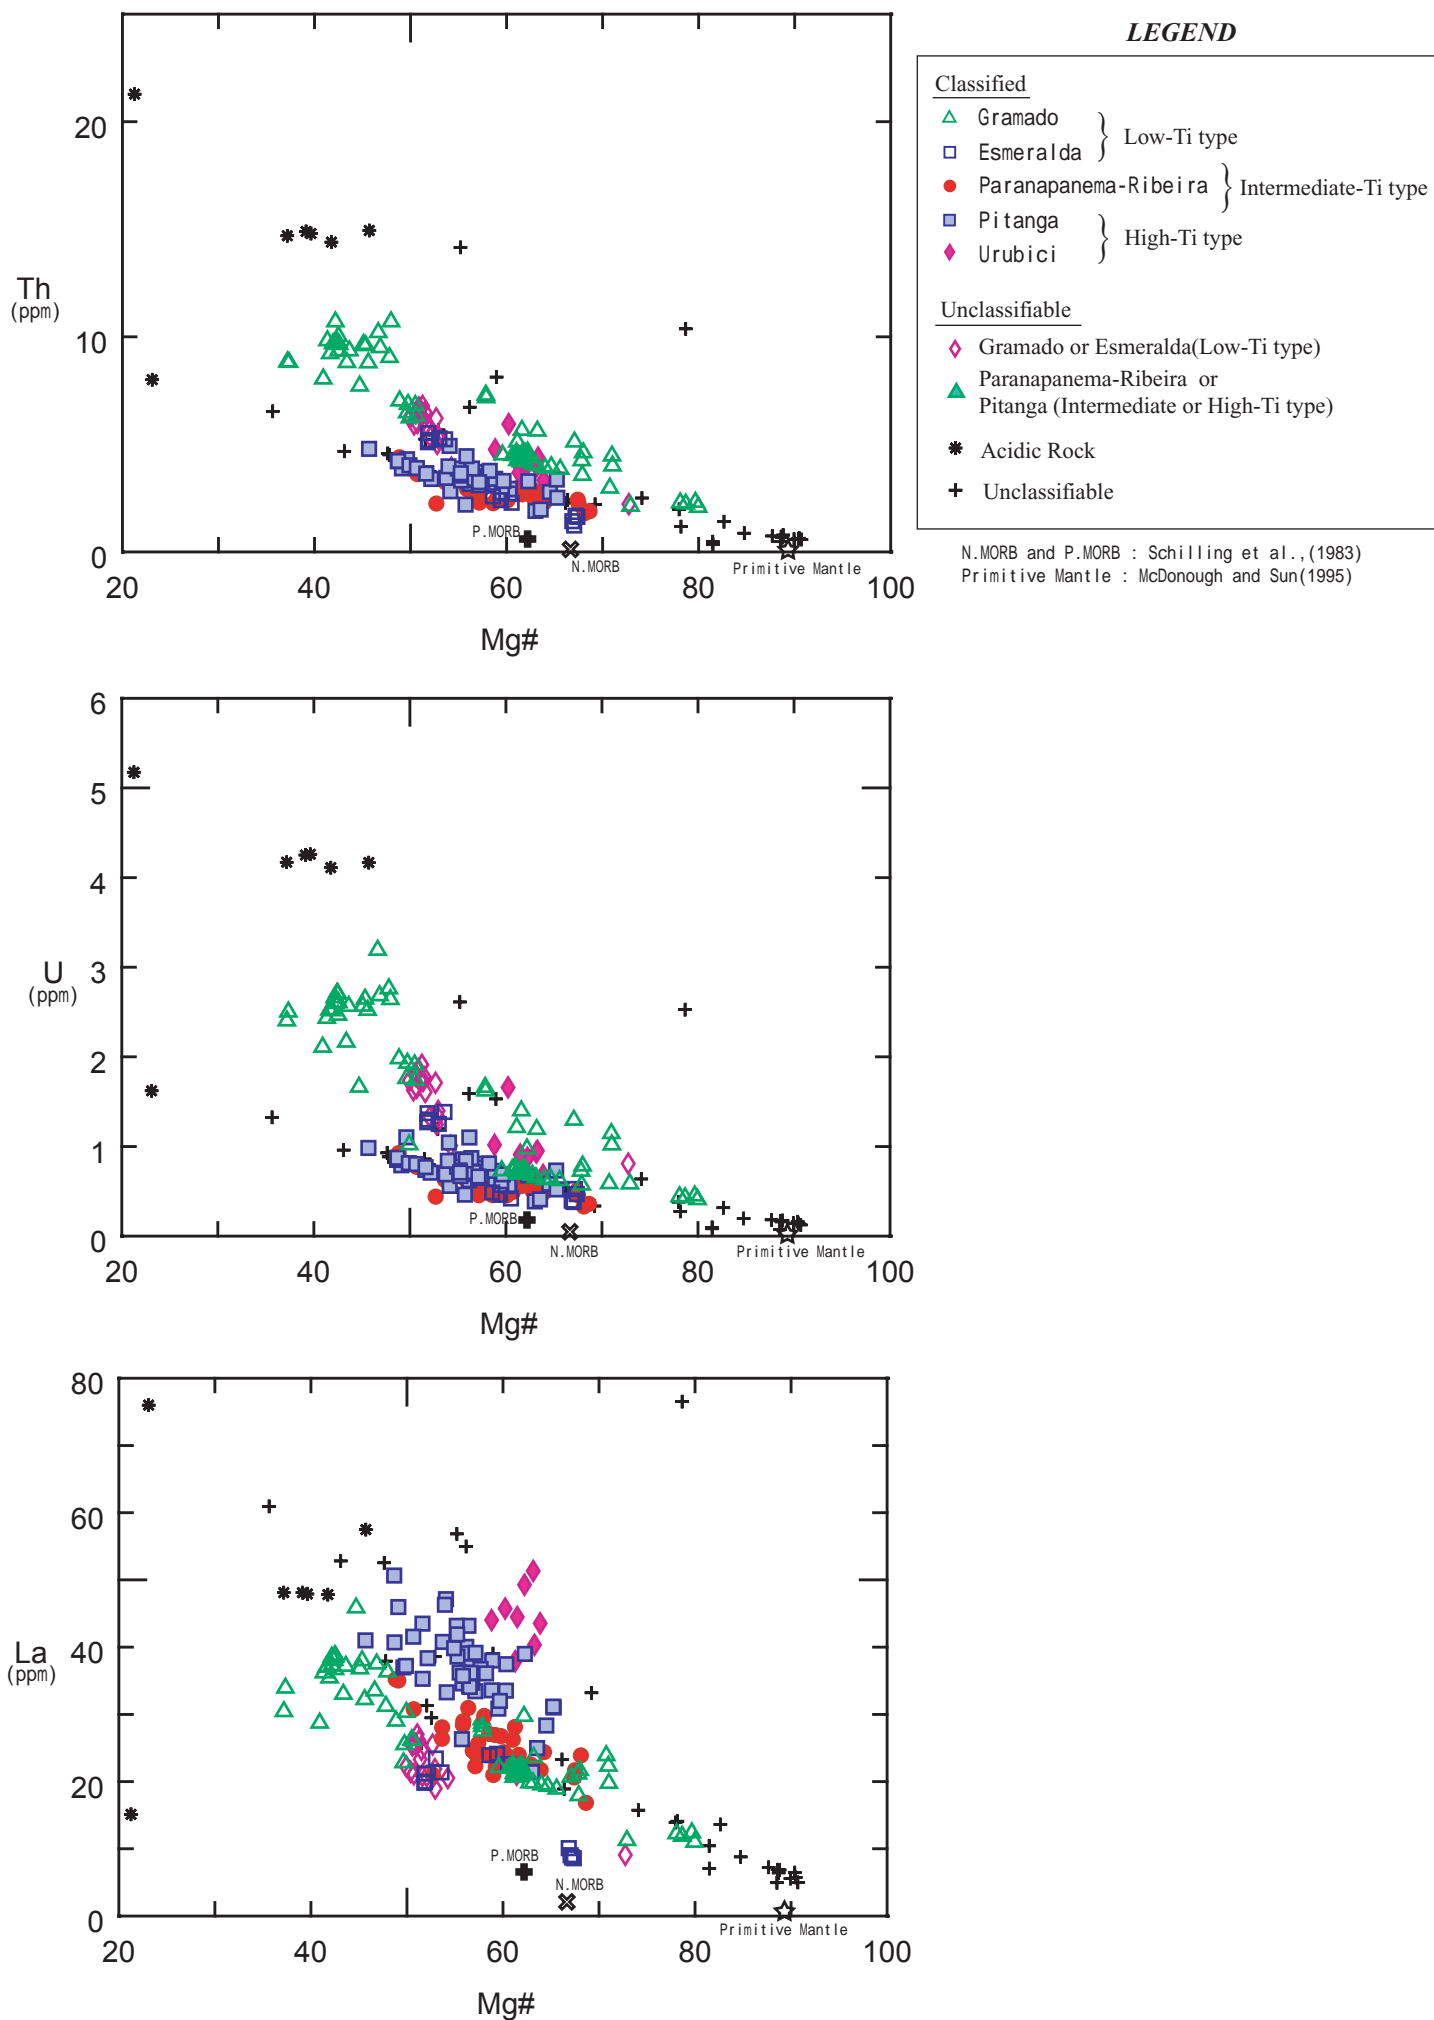 LEGEND
Classified
Gramado
Esmeralda
Low-Ti type
Paranapanema-Ribeira
Intermediate-Ti type
Pitanga
Urubici
High-Ti type
Unclassifiable
Gramado or Esmeralda(Low-Ti type)
Paranapanema-Ribeira or
Pitanga (Intermediate or High-Ti type)
Acidic Rock
Unclassifiable
N.MORB and P.MORB : Schilling et al.,(1983)
Primitive Mantle : McDonough and Sun(1995)
20
10
0
Th
(ppm)
P.MORB
N.MORB
Primitive Mantle
20 40 60 80 100
Mg#
6
5
4
3
2
1
0
U
(ppm)
P.MORB
N.MORB
Primitive Mantle
20 40 60 80 100
Mg#
80
60
40
20
0
La
(ppm)
P.MORB
N.MORB
Primitive Mantle
20 40 60 80 100
Mg#